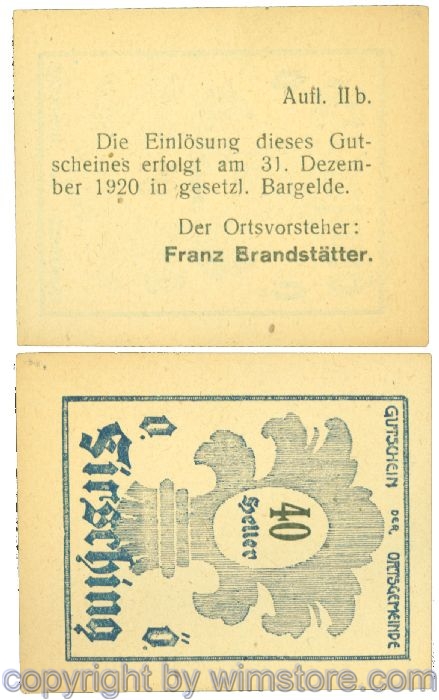 Aufl. II b.
Die Einlösung dieses Gut-
scheines erfolgt am 31. Dezem-
ber 1920 in gesetzl. Bargelde.
Der Ortsvorsteher:
Franz Brandstätter.
GUTSCHEIN DER ORTSGEMEINDE
40
Heller
O. Ö.
Hirsching
copyright by wimstore.com